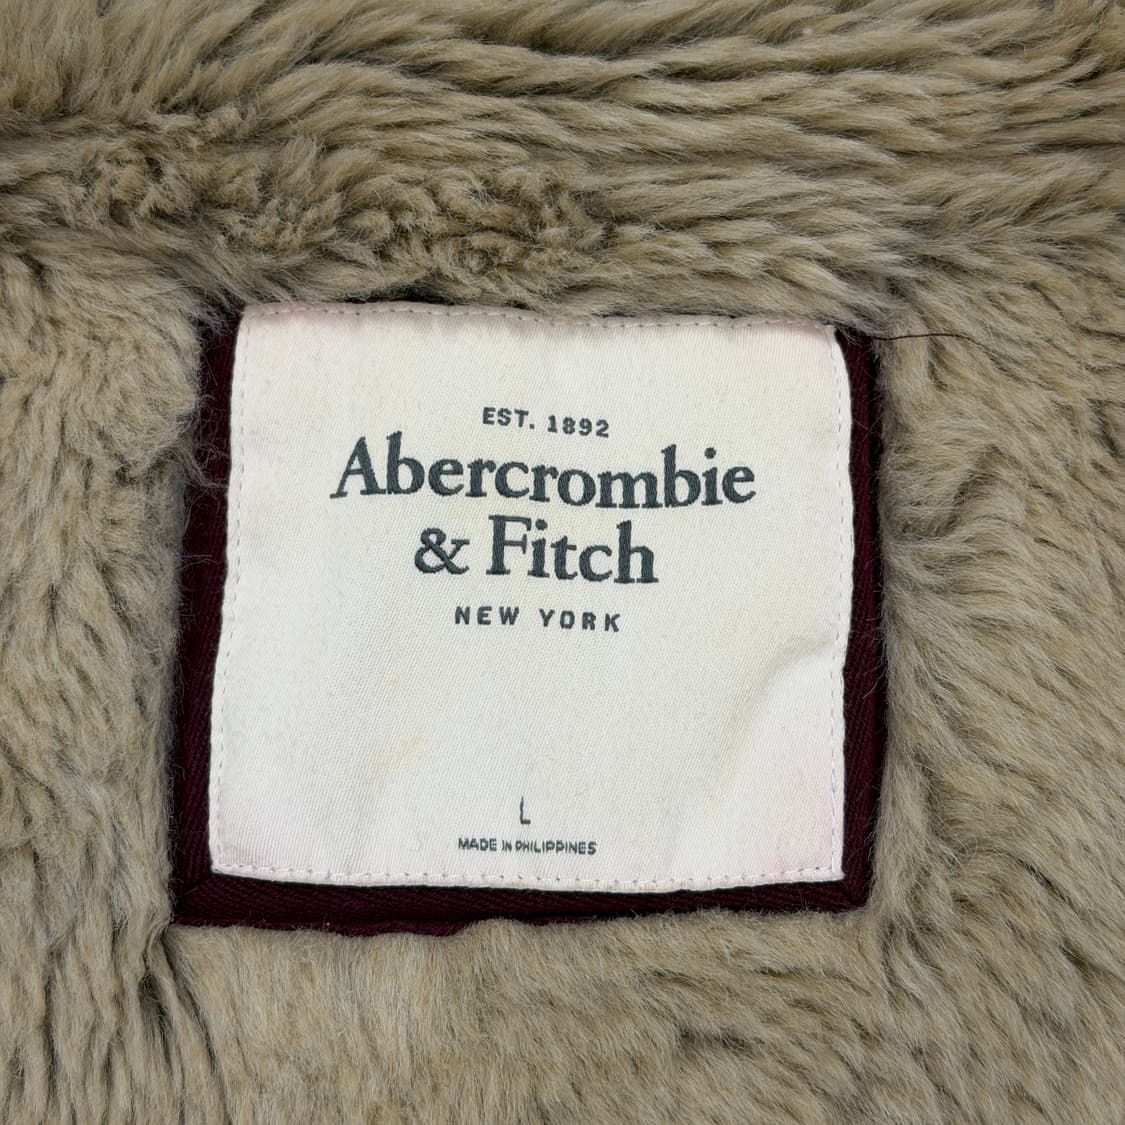 EST. 1892
Abercrombie
& Fitch
NEW YORK
L
MADE IN PHILIPPINES